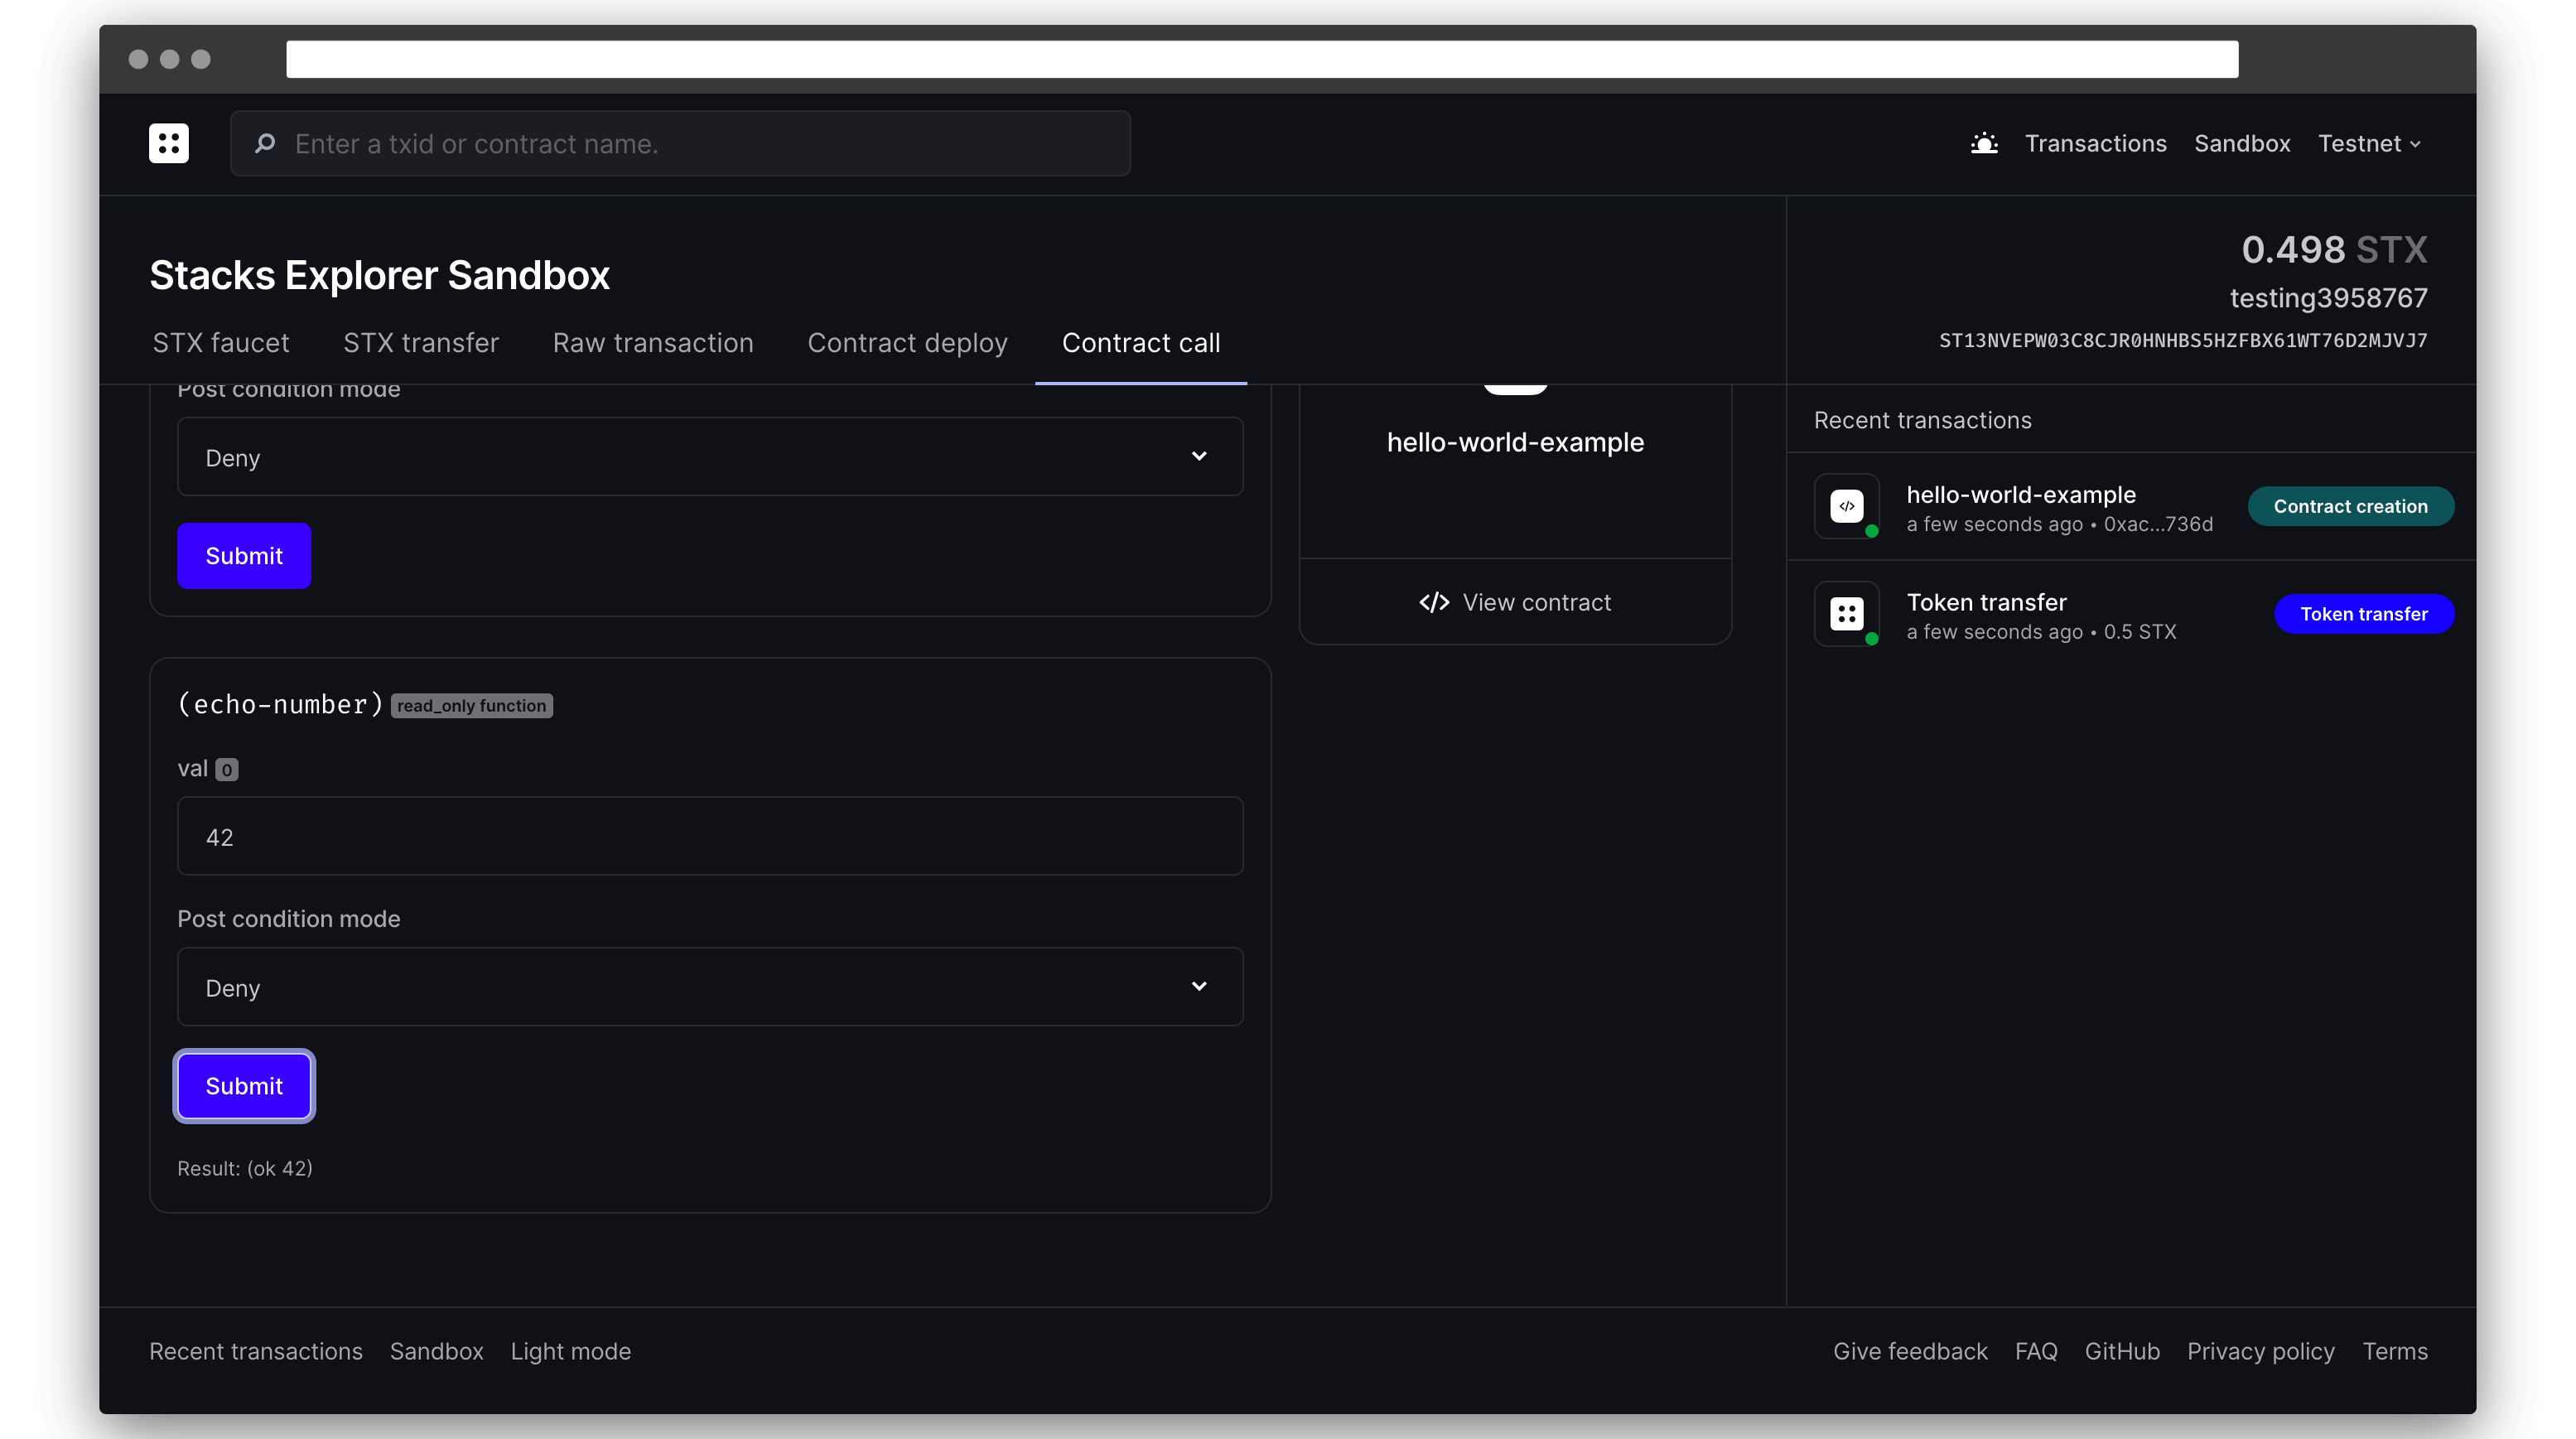 Enter a txid or contract name.
Transactions Sandbox Testnet
Stacks Explorer Sandbox
STX faucet STX transfer Raw transaction Contract deploy Contract call
0.498 STX
testing3958767
ST13NVEPW03C8CJR0HNHBS5HZFBX61WT76D2MJVJ7
Post condition mode
Deny
Submit
hello-world-example
</> View contract
(echo-number) read_only function
val 0
42
Post condition mode
Deny
Submit
Result: (ok 42)
Recent transactions
</>
hello-world-example
a few seconds ago • 0xac...736d
Contract creation
Token transfer
a few seconds ago • 0.5 STX
Token transfer
Recent transactions Sandbox Light mode
Give feedback FAQ GitHub Privacy policy Terms